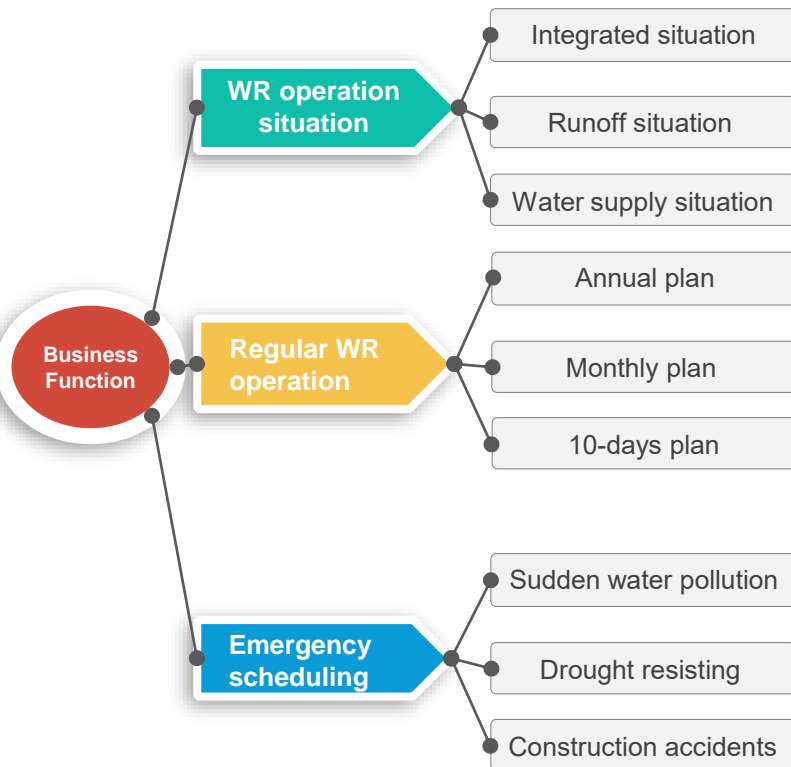 Business
Function
WR operation
situation
Integrated situation
Runoff situation
Water supply situation
Regular WR
operation
Annual plan
Monthly plan
10-days plan
Emergency
scheduling
Sudden water pollution
Drought resisting
Construction accidents